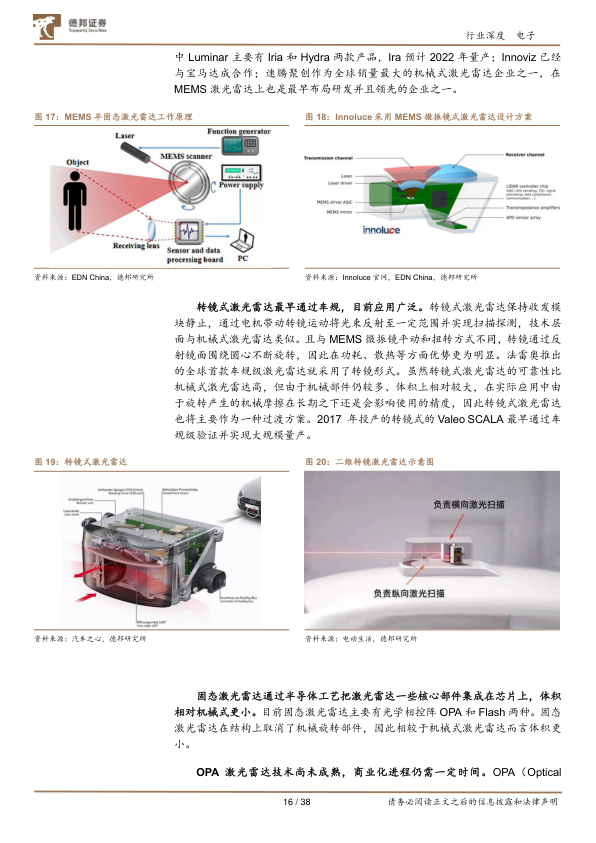 德邦证券
Topsperity Securities
行业深度 电子
中 Luminar 主要有 Iria 和 Hydra 两款产品，Ira 预计 2022 年量产；Innoviz 已经
与宝马达成合作；速腾聚创作为全球销量最大的机械式激光雷达企业之一，在
MEMS 激光雷达上也是最早布局研发并且领先的企业之一。
图 17：MEMS 半固态激光雷达工作原理
Function generator
Laser
MEMS scanner
Object
Power supply
Receiving lens
Sensor and data
processing board
PC
资料来源：EDN China，德邦研究所
图 18：Innoluce 采用 MEMS 微振镜式激光雷达设计方案
Transmission channel
Receiver channel
Laser
Laser driver
LIDAR controller chip
MEMS driver ASIC
MEMS mirror
Transimpedance amplifiers
APD sensor array
innoluce
资料来源：Innoluce 官网，EDN China，德邦研究所
转镜式激光雷达最早通过车规，目前应用广泛。转镜式激光雷达保持收发模
块静止，通过电机带动转镜运动将光束反射至一定范围并实现扫描探测，技术层
面与机械式激光雷达类似。且与 MEMS 微振镜平动和扭转方式不同，转镜通过反
射镜面围绕圆心不断旋转，因此在功耗、散热等方面优势更为明显。法雷奥推出
的全球首款车规级激光雷达就采用了转镜形式。虽然转镜式激光雷达的可靠性比
机械式激光雷达高，但由于机械部件仍较多、体积上相对较大，在实际应用中由
于旋转产生的机械摩擦在长期之下还是会影响使用的精度，因此转镜式激光雷达
也将主要作为一种过渡方案。2017 年投产的转镜式的 Valeo SCALA 最早通过车
规级验证并实现大规模量产。
图 19：转镜式激光雷达
资料来源：汽车之心，德邦研究所
图 20：二维转镜激光雷达示意图
负责横向激光扫描
负责纵向激光扫描
资料来源：电动生活，德邦研究所
固态激光雷达通过半导体工艺把激光雷达一些核心部件集成在芯片上，体积
相对机械式更小。目前固态激光雷达主要有光学相控阵 OPA 和 Flash 两种。固态
激光雷达在结构上取消了机械旋转部件，因此相较于机械式激光雷达而言体积更
小。
OPA 激光雷达技术尚未成熟，商业化进程仍需一定时间。OPA（Optical
16 / 38
请务必阅读正文之后的信息披露和法律声明